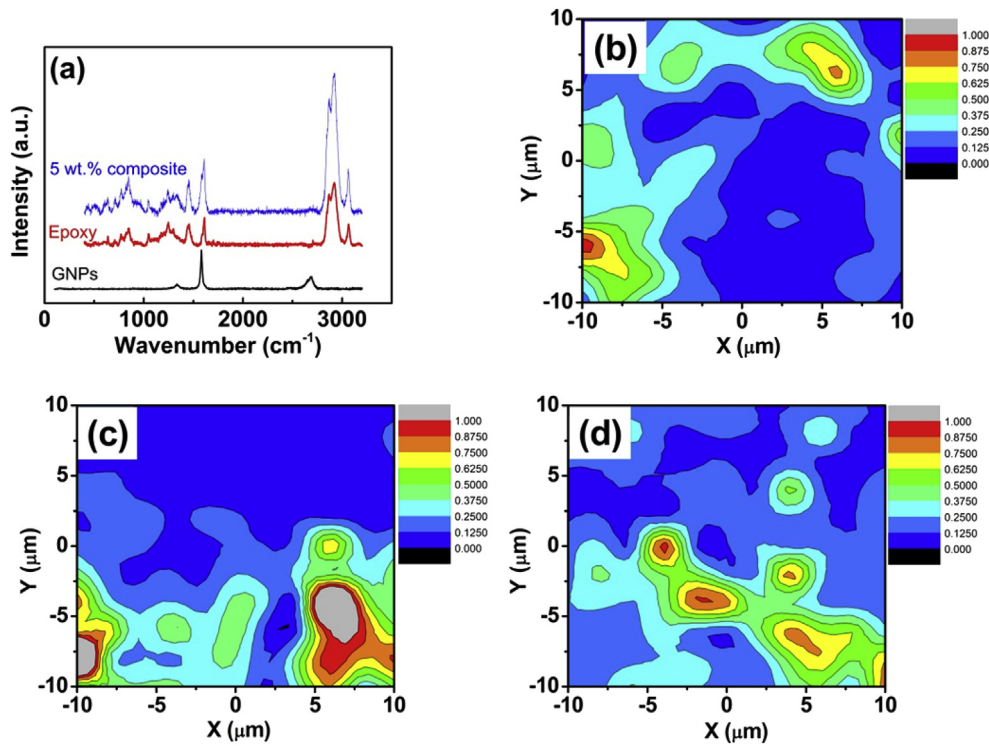 (a)
Intensity (a.u.)
5 wt.% composite
Epoxy
GNPs
0 1000 2000 3000
Wavenumber (cm-1)
(b)
10
5
0
-5
-10
Y (μm)
-10 -5 0 5 10
X (μm)
1.000
0.875
0.750
0.625
0.500
0.375
0.250
0.125
0.000
(c)
10
5
0
-5
-10
Y (μm)
-10 -5 0 5 10
X (μm)
1.000
0.8750
0.7500
0.6250
0.5000
0.3750
0.2500
0.1250
0.000
(d)
10
5
0
-5
-10
Y (μm)
-10 -5 0 5 10
X (μm)
1.000
0.8750
0.7500
0.6250
0.5000
0.3750
0.2500
0.1250
0.000